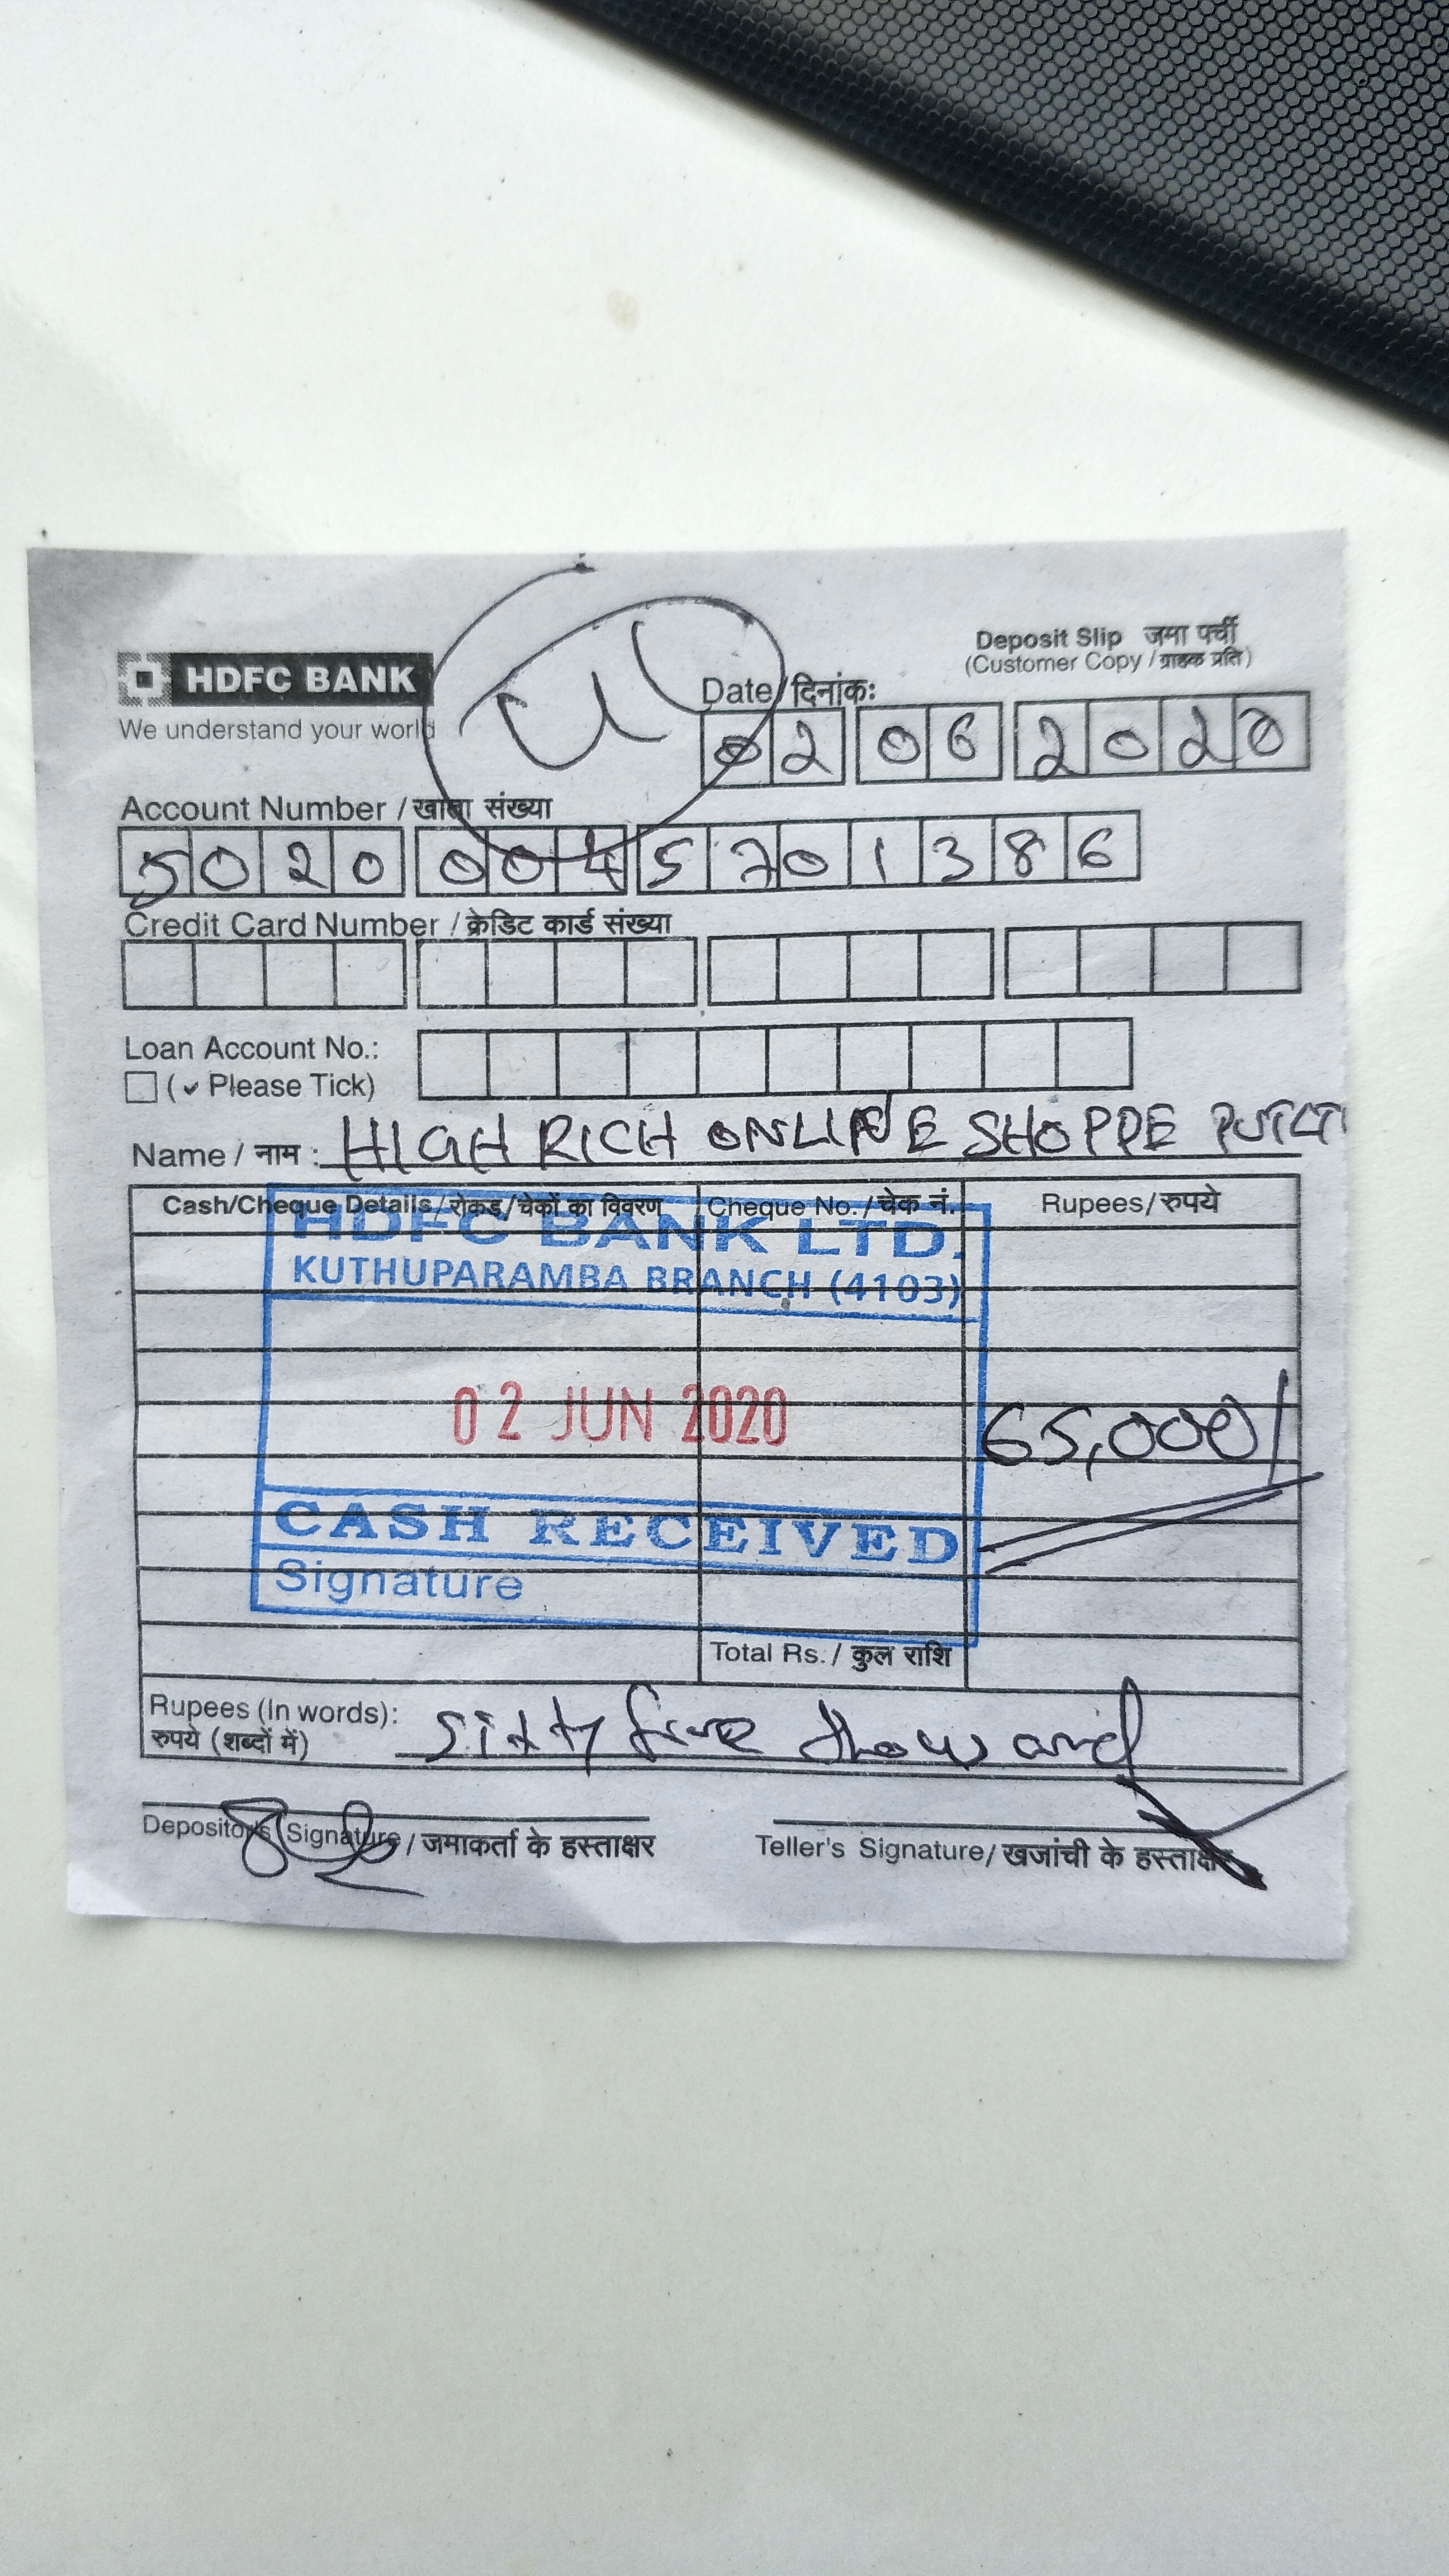 HDFC BANK
We understand your world
Deposit Slip जमा पर्ची
(Customer Copy / ग्राहक प्रति)
Date/दिनांक:
02 06 2020
Account Number / खाता संख्या
5020 004 5701386
Credit Card Number / क्रेडिट कार्ड संख्या
Loan Account No.:
(✓ Please Tick)
Name / नाम : HIGH RICH ONLINE SHOPPE PVT LT
Cash/Cheque Details/रोकड़/चेकों का विवरण Cheque No./चेक नं. Rupees/रुपये
HDFC BANK LTD.
KUTHUPARAMBA BRANCH (4103)
02 JUN 2020
65,000/
CASH RECEIVED
Signature
Total Rs./ कुल राशि
Rupees (In words): sixty five thousand
रुपये (शब्दों में)
Depositor's Signature/जमाकर्ता के हस्ताक्षर
Teller's Signature/खजांची के हस्ताक्षर